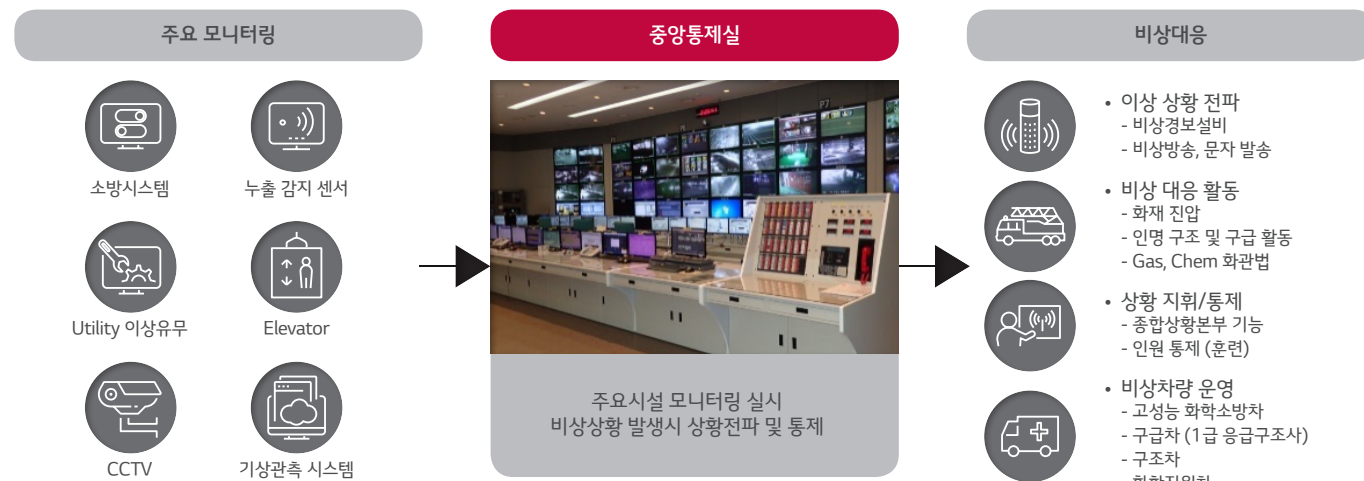 주요 모니터링
소방시스템
누출 감지 센서
Utility 이상유무
Elevator
CCTV
기상관측 시스템
중앙통제실
P7
주요시설 모니터링 실시
비상상황 발생시 상황전파 및 통제
비상대응
• 이상 상황 전파
- 비상경보설비
- 비상방송, 문자 발송
• 비상 대응 활동
- 화재 진압
- 인명 구조 및 구급 활동
- Gas, Chem 화관법
• 상황 지휘/통제
- 종합상황본부 기능
- 인원 통제 (훈련)
• 비상차량 운영
- 고성능 화학소방차
- 구급차 (1급 응급구조사)
- 구조차